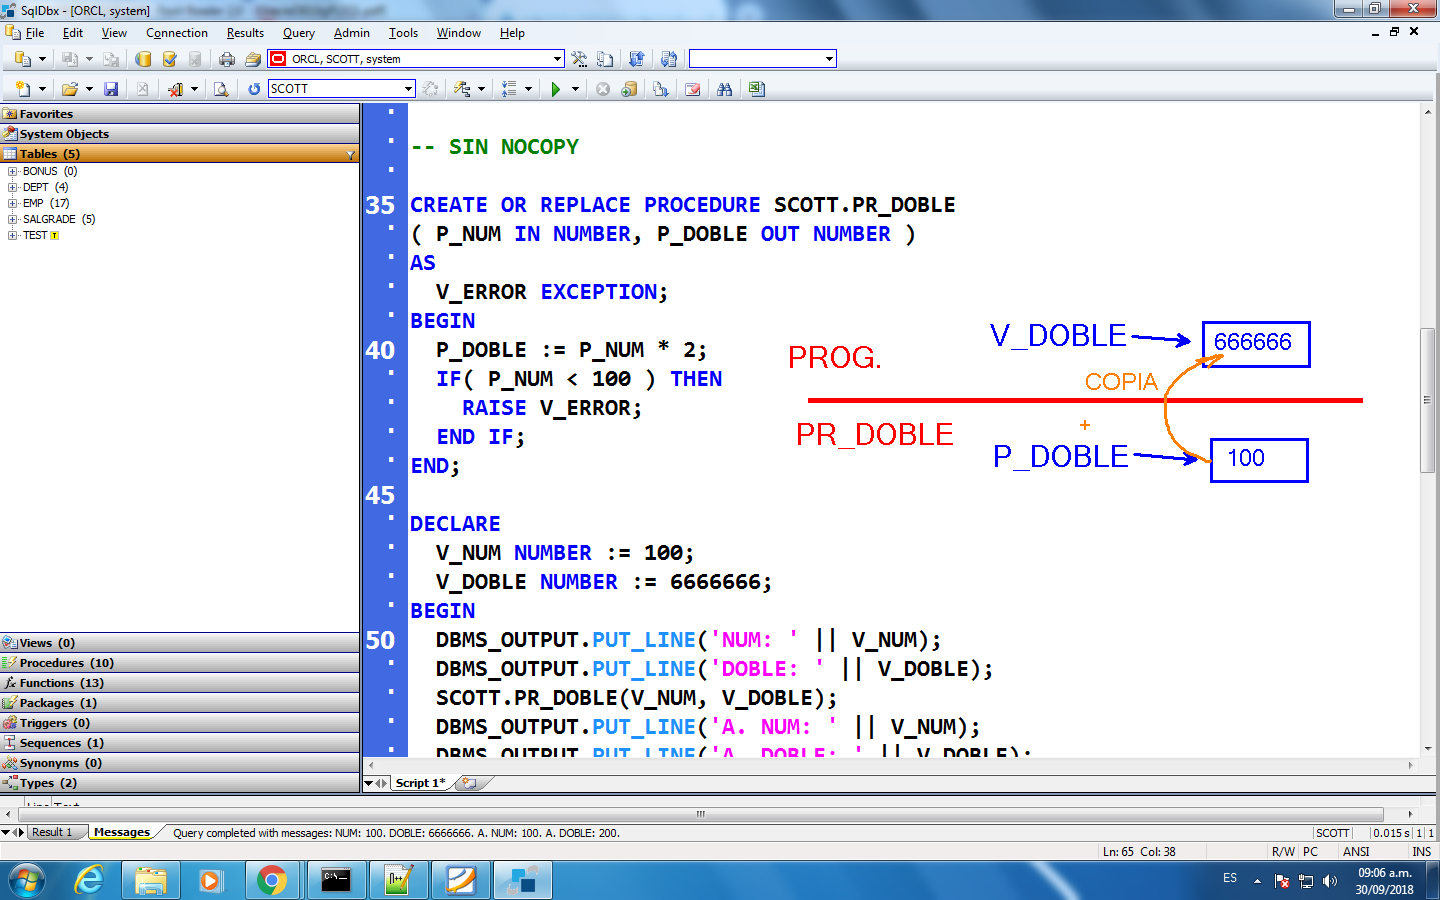 SqlDbx - [ORCL, system]
File Edit View Connection Results Query Admin Tools Window Help
ORCL, SCOTT, system
SCOTT
Favorites
System Objects
Tables (5)
BONUS (0)
DEPT (4)
EMP (17)
SALGRADE (5)
TEST T
Views (0)
Procedures (10)
Functions (13)
Packages (1)
Triggers (0)
Sequences (1)
Synonyms (0)
Types (2)
-- SIN NOCOPY
35 CREATE OR REPLACE PROCEDURE SCOTT.PR_DOBLE
( P_NUM IN NUMBER, P_DOBLE OUT NUMBER )
AS
V_ERROR EXCEPTION;
BEGIN
40 P_DOBLE := P_NUM * 2;
IF( P_NUM < 100 ) THEN
RAISE V_ERROR;
END IF;
END;
45
DECLARE
V_NUM NUMBER := 100;
V_DOBLE NUMBER := 6666666;
BEGIN
50 DBMS_OUTPUT.PUT_LINE('NUM: ' || V_NUM);
DBMS_OUTPUT.PUT_LINE('DOBLE: ' || V_DOBLE);
SCOTT.PR_DOBLE(V_NUM, V_DOBLE);
DBMS_OUTPUT.PUT_LINE('A. NUM: ' || V_NUM);
DBMS_OUTPUT.PUT_LINE('A. DOBLE: ' || V_DOBLE);
V_DOBLE 666666
PROG.
COPIA
+
PR_DOBLE
P_DOBLE 100
Script 1*
Line Text
Result 1 Messages Query completed with messages: NUM: 100. DOBLE: 6666666. A. NUM: 100. A. DOBLE: 200. SCOTT 0.015 s 1 1
Ln: 65 Col: 38 R/W PC ANSI INS
ES 09:06 a.m.
30/09/2018